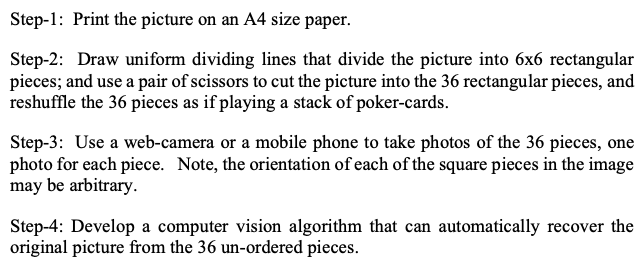 Step-1: Print the picture on an A4 size paper.
Step-2: Draw uniform dividing lines that divide the picture into 6x6 rectangular
pieces; and use a pair of scissors to cut the picture into the 36 rectangular pieces, and
reshuffle the 36 pieces as if playing a stack of poker-cards.
Step-3: Use a web-camera or a mobile phone to take photos of the 36 pieces, one
photo for each piece. Note, the orientation of each of the square pieces in the image
may be arbitrary.
Step-4: Develop a computer vision algorithm that can automatically recover the
original picture from the 36 un-ordered pieces.